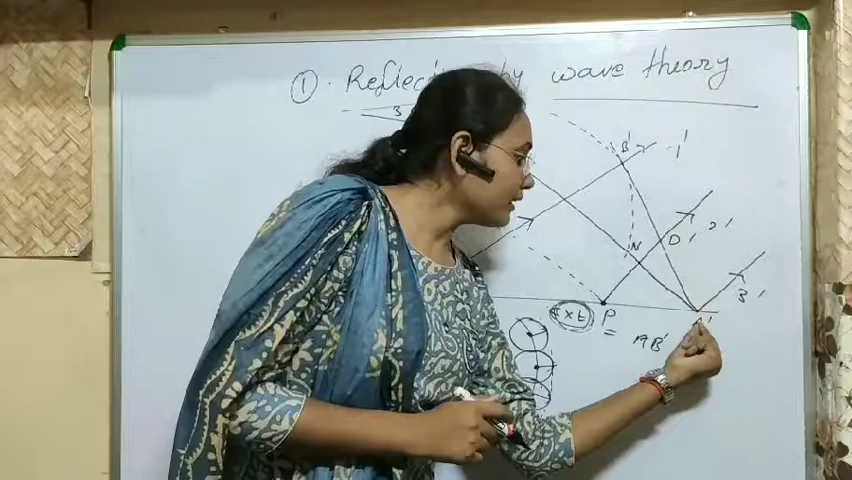 ① . Reflec by wave theory
B' 1'
N D' 2'
3'
c x t P A'
AB'